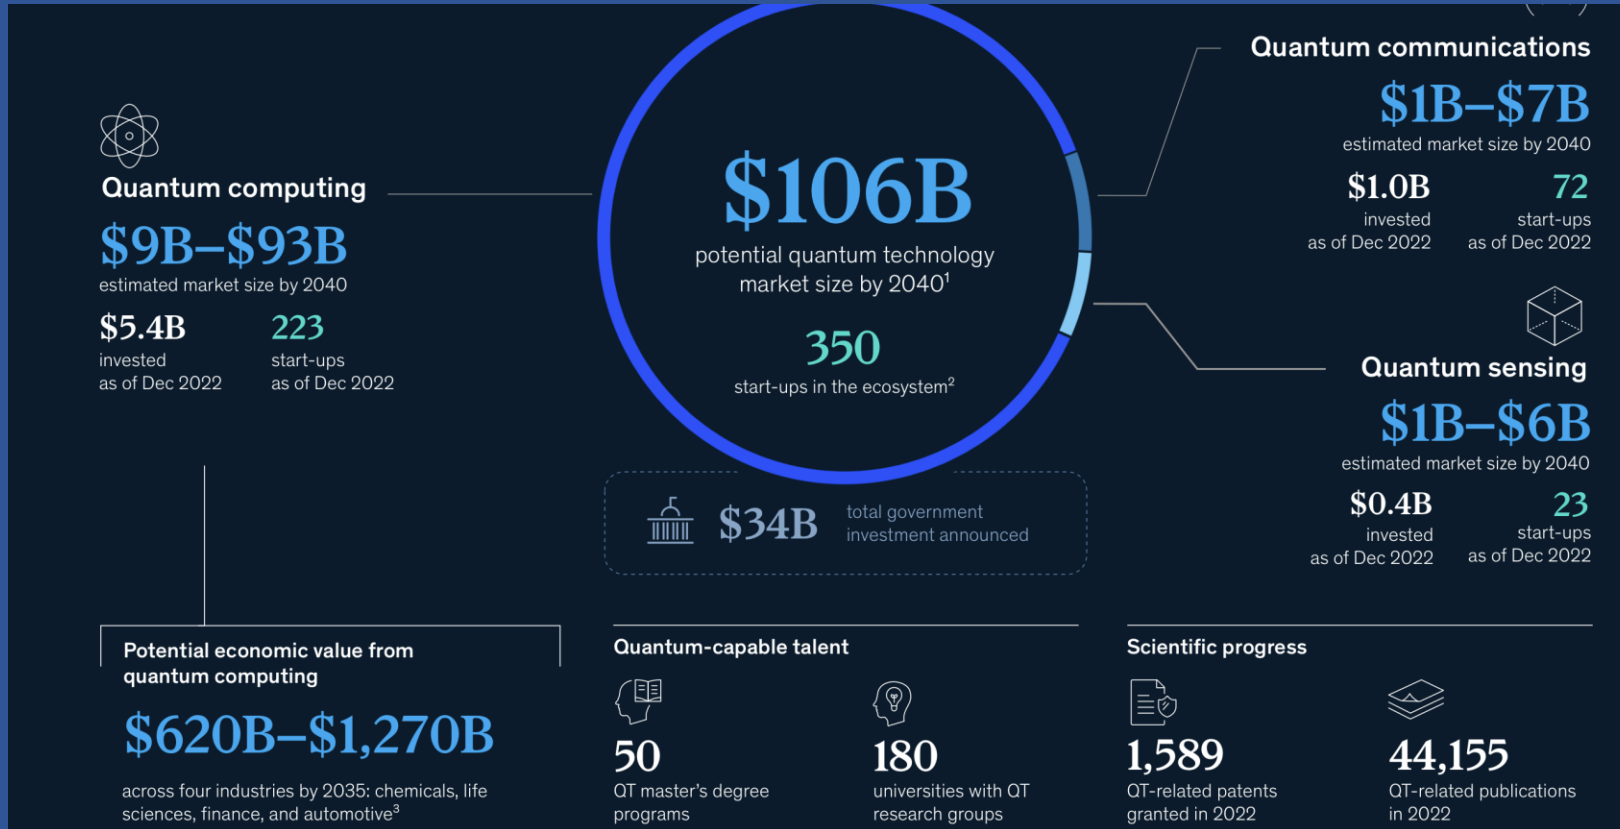 Quantum computing
$9B–$93B
estimated market size by 2040
$5.4B
invested
as of Dec 2022
223
start-ups
as of Dec 2022
$106B
potential quantum technology
market size by 2040¹
350
start-ups in the ecosystem²
$34B
total government
investment announced
Quantum communications
$1B–$7B
estimated market size by 2040
$1.0B
invested
as of Dec 2022
72
start-ups
as of Dec 2022
Quantum sensing
$1B–$6B
estimated market size by 2040
$0.4B
invested
as of Dec 2022
23
start-ups
as of Dec 2022
Potential economic value from
quantum computing
$620B–$1,270B
across four industries by 2035: chemicals, life
sciences, finance, and automotive³
Quantum-capable talent
50
QT master's degree
programs
180
universities with QT
research groups
Scientific progress
1,589
QT-related patents
granted in 2022
44,155
QT-related publications
in 2022